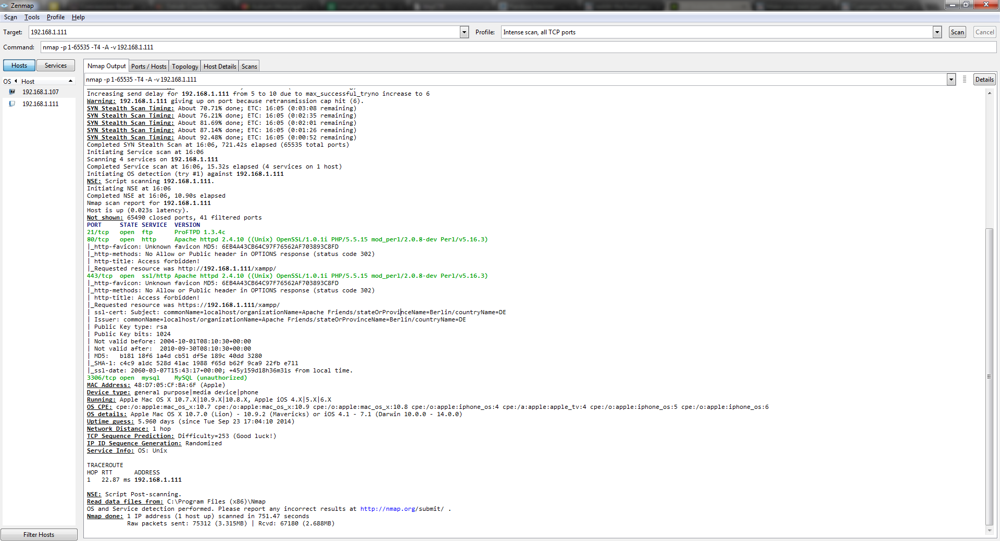 Zenmap
Scan Tools Profile Help
Target: 192.168.1.111 Profile: Intense scan, all TCP ports Scan Cancel
Command: nmap -p 1-65535 -T4 -A -v 192.168.1.111
Hosts Services
Nmap Output Ports / Hosts Topology Host Details Scans
OS Host
192.168.1.107
192.168.1.111
Filter Hosts
nmap -p 1-65535 -T4 -A -v 192.168.1.111 Details
Increasing send delay for 192.168.1.111 from 5 to 10 due to max_successful_tryno increase to 6
Warning: 192.168.1.111 giving up on port because retransmission cap hit (6).
SYN Stealth Scan Timing: About 70.71% done; ETC: 16:05 (0:03:08 remaining)
SYN Stealth Scan Timing: About 76.21% done; ETC: 16:05 (0:02:35 remaining)
SYN Stealth Scan Timing: About 81.69% done; ETC: 16:05 (0:02:01 remaining)
SYN Stealth Scan Timing: About 87.14% done; ETC: 16:05 (0:01:26 remaining)
SYN Stealth Scan Timing: About 92.48% done; ETC: 16:05 (0:00:52 remaining)
Completed SYN Stealth Scan at 16:06, 721.42s elapsed (65535 total ports)
Initiating Service scan at 16:06
Scanning 4 services on 192.168.1.111
Completed Service scan at 16:06, 15.32s elapsed (4 services on 1 host)
Initiating OS detection (try #1) against 192.168.1.111
NSE: Script scanning 192.168.1.111.
Initiating NSE at 16:06
Completed NSE at 16:06, 10.90s elapsed
Nmap scan report for 192.168.1.111
Host is up (0.023s latency).
Not shown: 65490 closed ports, 41 filtered ports
PORT STATE SERVICE VERSION
21/tcp open ftp ProFTPD 1.3.4c
80/tcp open http Apache httpd 2.4.10 ((Unix) OpenSSL/1.0.1i PHP/5.5.15 mod_perl/2.0.8-dev Perl/v5.16.3)
|_http-favicon: Unknown favicon MD5: 6EB4A43CB64C97F76562AF703893C8FD
|_http-methods: No Allow or Public header in OPTIONS response (status code 302)
| http-title: Access forbidden!
|_Requested resource was http://192.168.1.111/xampp/
443/tcp open ssl/http Apache httpd 2.4.10 ((Unix) OpenSSL/1.0.1i PHP/5.5.15 mod_perl/2.0.8-dev Perl/v5.16.3)
|_http-favicon: Unknown favicon MD5: 6EB4A43CB64C97F76562AF703893C8FD
|_http-methods: No Allow or Public header in OPTIONS response (status code 302)
| http-title: Access forbidden!
|_Requested resource was https://192.168.1.111/xampp/
| ssl-cert: Subject: commonName=localhost/organizationName=Apache Friends/stateOrProvinceName=Berlin/countryName=DE
| Issuer: commonName=localhost/organizationName=Apache Friends/stateOrProvinceName=Berlin/countryName=DE
| Public Key type: rsa
| Public Key bits: 1024
| Not valid before: 2004-10-01T08:10:30+00:00
| Not valid after: 2010-09-30T08:10:30+00:00
| MD5: b181 18f6 1a4d cb51 df5e 189c 40dd 3280
|_SHA-1: c4c9 a1dc 528d 41ac 1988 f65d b62f 9ca9 22fb e711
|_ssl-date: 2060-03-07T15:43:17+00:00; +45y159d18h36m31s from local time.
3306/tcp open mysql MySQL (unauthorized)
MAC Address: 48:D7:05:CF:BA:6F (Apple)
Device type: general purpose|media device|phone
Running: Apple Mac OS X 10.7.X|10.9.X|10.8.X, Apple iOS 4.X|5.X|6.X
OS CPE: cpe:/o:apple:mac_os_x:10.7 cpe:/o:apple:mac_os_x:10.9 cpe:/o:apple:mac_os_x:10.8 cpe:/o:apple:iphone_os:4 cpe:/a:apple:apple_tv:4 cpe:/o:apple:iphone_os:5 cpe:/o:apple:iphone_os:6
OS details: Apple Mac OS X 10.7.0 (Lion) - 10.9.2 (Mavericks) or iOS 4.1 - 7.1 (Darwin 10.0.0 - 14.0.0)
Uptime guess: 5.960 days (since Tue Sep 23 17:04:10 2014)
Network Distance: 1 hop
TCP Sequence Prediction: Difficulty=253 (Good luck!)
IP ID Sequence Generation: Randomized
Service Info: OS: Unix
TRACEROUTE
HOP RTT ADDRESS
1 22.87 ms 192.168.1.111
NSE: Script Post-scanning.
Read data files from: C:\Program Files (x86)\Nmap
OS and Service detection performed. Please report any incorrect results at http://nmap.org/submit/ .
Nmap done: 1 IP address (1 host up) scanned in 751.47 seconds
Raw packets sent: 75312 (3.315MB) | Rcvd: 67180 (2.688MB)